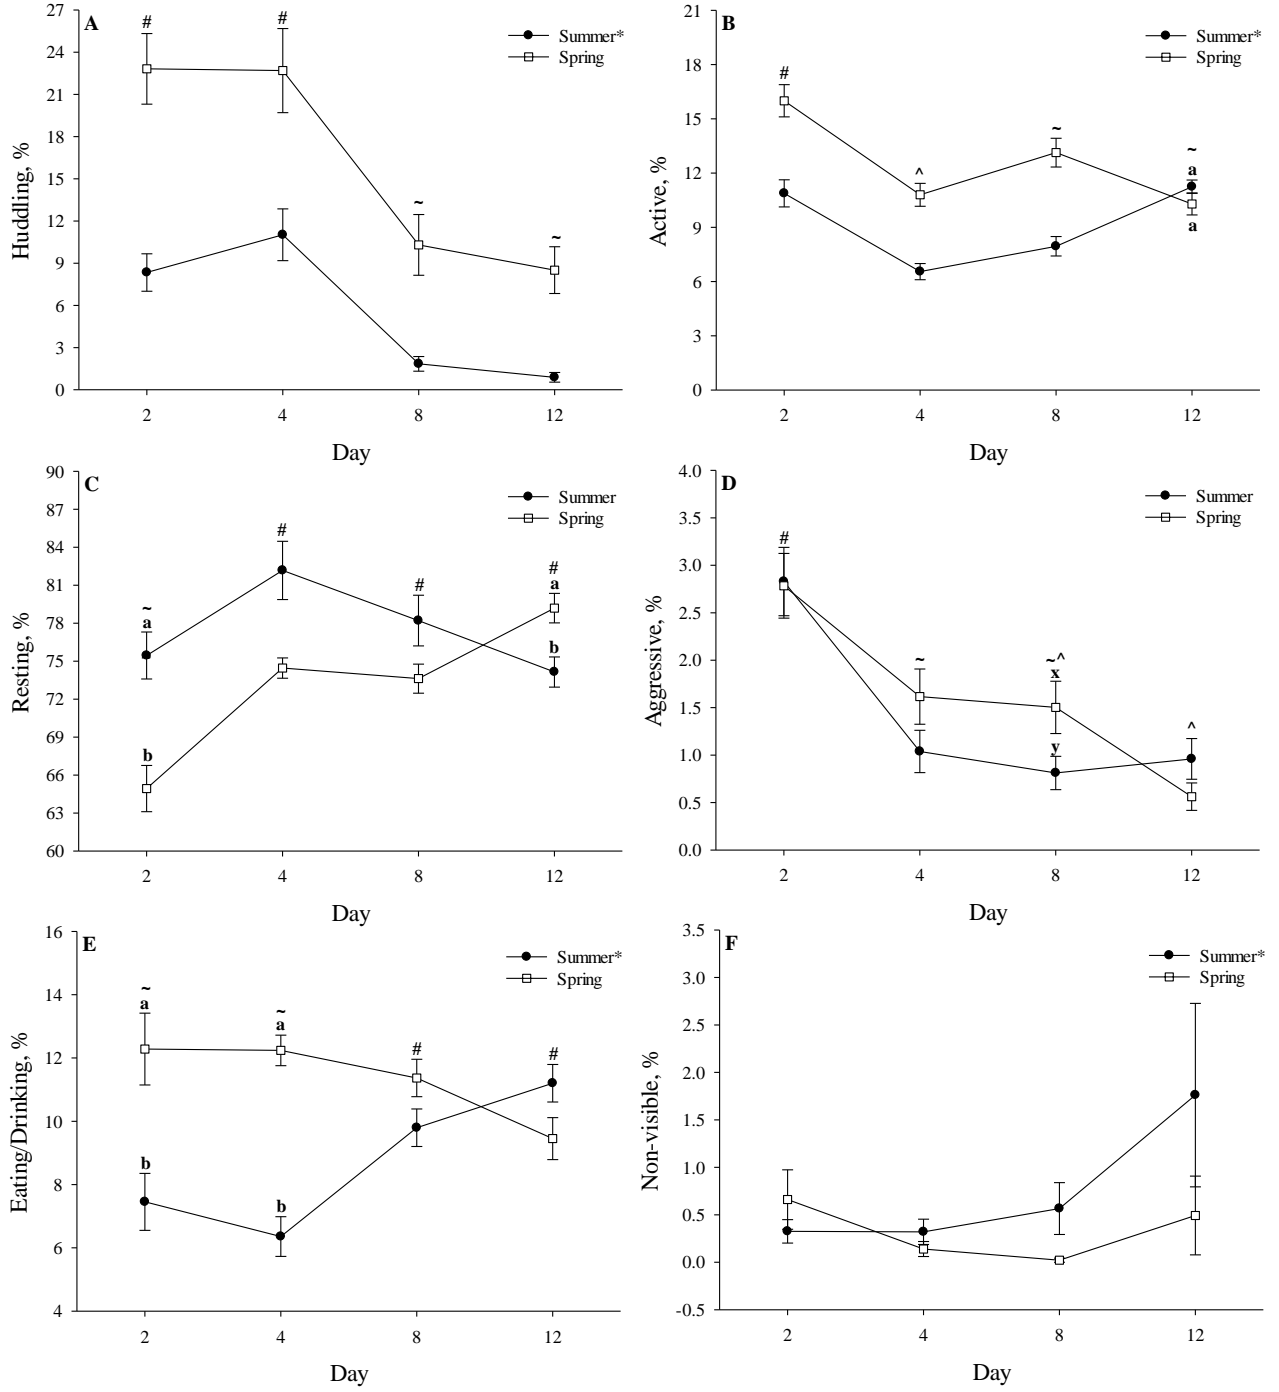 A
Summer*
Spring
27
24
21
18
15
12
9
6
3
0
Huddling, %
#
#
~
~
2
4
8
12
Day
B
Summer*
Spring
21
18
15
12
9
6
3
0
Active, %
#
^
~
~
a
a
2
4
8
12
Day
C
Summer
Spring
90
87
84
81
78
75
72
69
66
63
60
Resting, %
~
a
b
#
#
#
a
b
2
4
8
12
Day
D
Summer
Spring
4.0
3.5
3.0
2.5
2.0
1.5
1.0
0.5
0.0
Aggressive, %
#
~
~^
x
y
^
2
4
8
12
Day
E
Summer*
Spring
16
14
12
10
8
6
4
Eating/Drinking, %
~
a
b
~
a
b
#
#
2
4
8
12
Day
F
Summer*
Spring
3.5
3.0
2.5
2.0
1.5
1.0
0.5
0.0
-0.5
Non-visible, %
2
4
8
12
Day